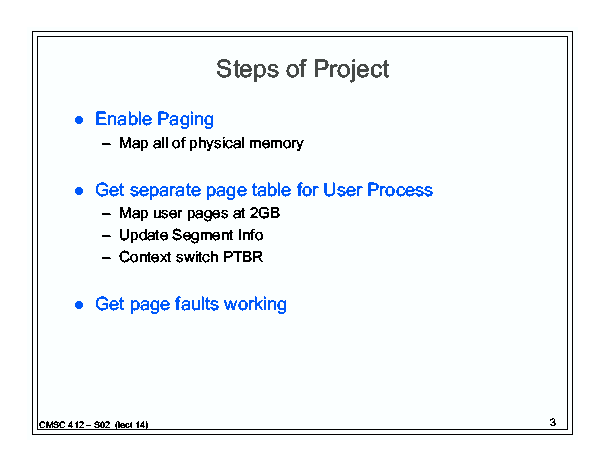 Steps of Project
● Enable Paging
– Map all of physical memory
● Get separate page table for User Process
– Map user pages at 2GB
– Update Segment Info
– Context switch PTBR
● Get page faults working
CMSC 412 – S02 (lect 14)
3